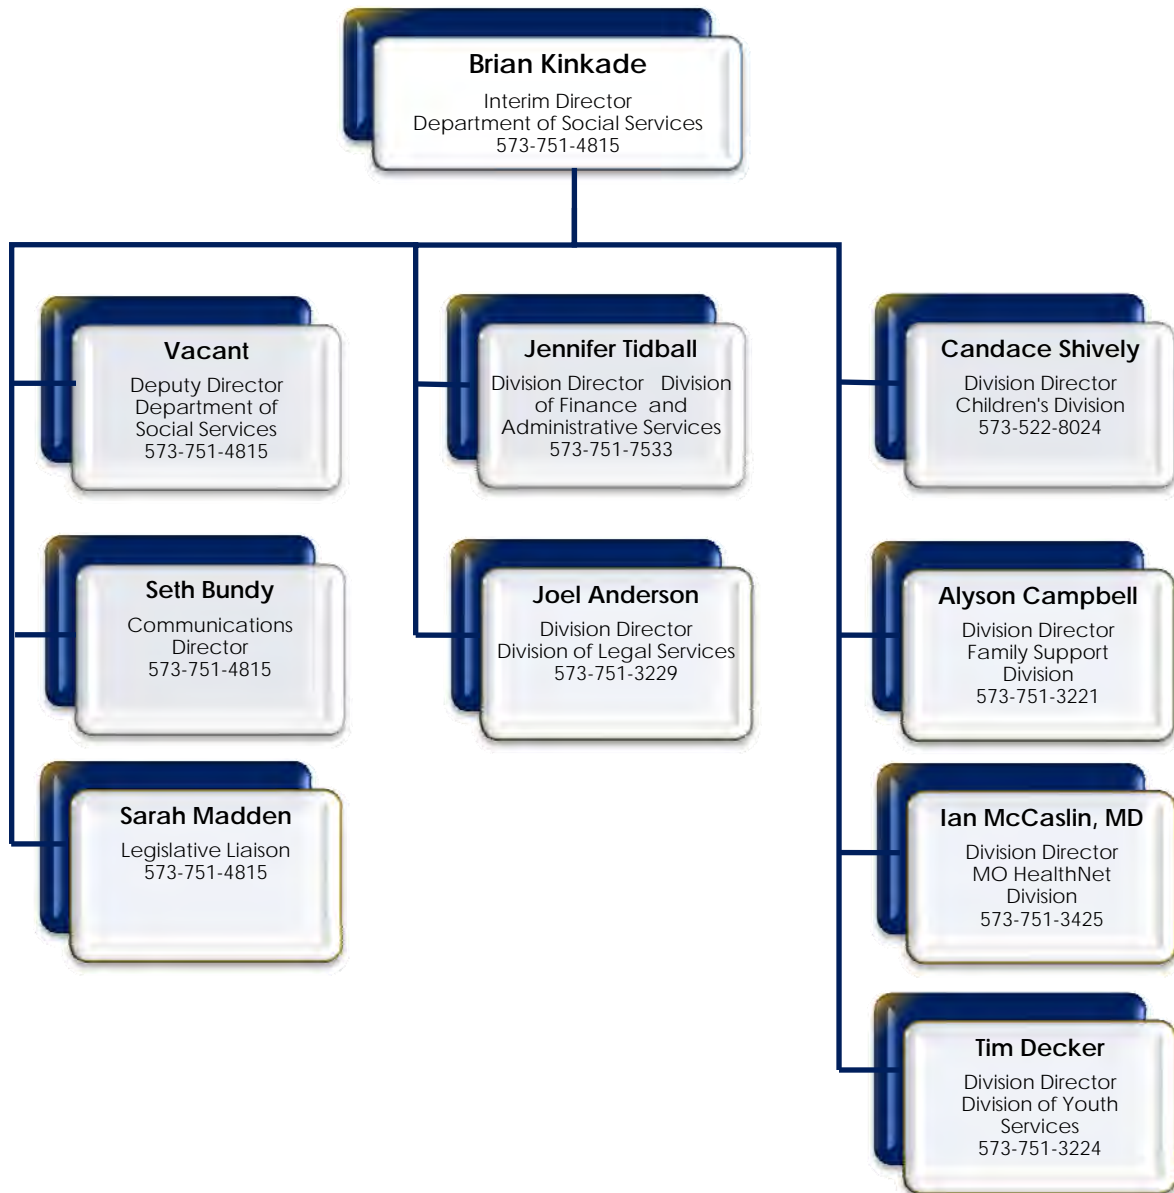 Brian Kinkade
Interim Director
Department of Social Services
573-751-4815
Vacant
Deputy Director
Department of
Social Services
573-751-4815
Seth Bundy
Communications
Director
573-751-4815
Sarah Madden
Legislative Liaison
573-751-4815
Jennifer Tidball
Division Director Division
of Finance and
Administrative Services
573-751-7533
Joel Anderson
Division Director
Division of Legal Services
573-751-3229
Candace Shively
Division Director
Children's Division
573-522-8024
Alyson Campbell
Division Director
Family Support
Division
573-751-3221
Ian McCaslin, MD
Division Director
MO HealthNet
Division
573-751-3425
Tim Decker
Division Director
Division of Youth
Services
573-751-3224